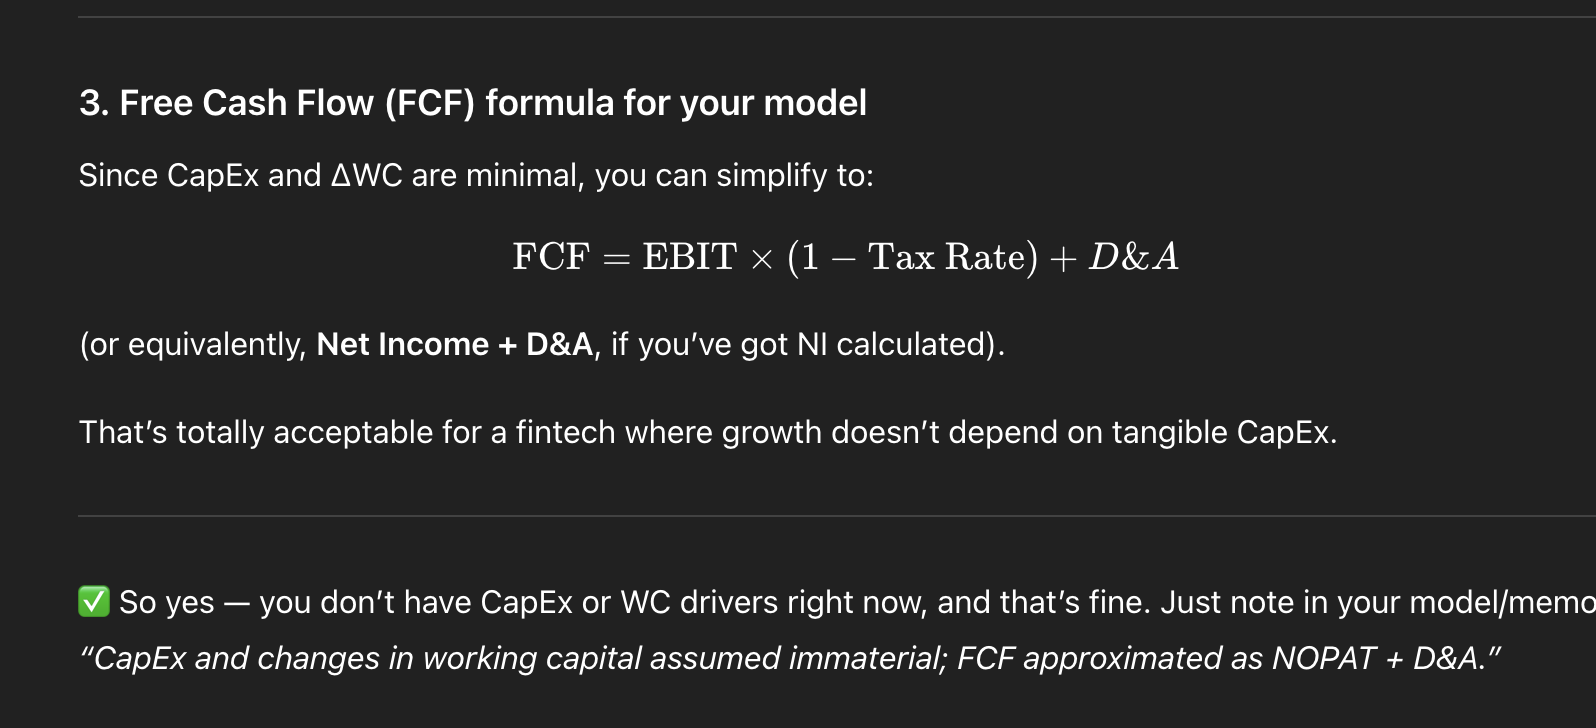 3. Free Cash Flow (FCF) formula for your model
Since CapEx and ΔWC are minimal, you can simplify to:
FCF = EBIT × (1 − Tax Rate) + D&A
(or equivalently, Net Income + D&A, if you’ve got NI calculated).
That’s totally acceptable for a fintech where growth doesn’t depend on tangible CapEx.
✅ So yes — you don’t have CapEx or WC drivers right now, and that’s fine. Just note in your model/memo
“CapEx and changes in working capital assumed immaterial; FCF approximated as NOPAT + D&A.”